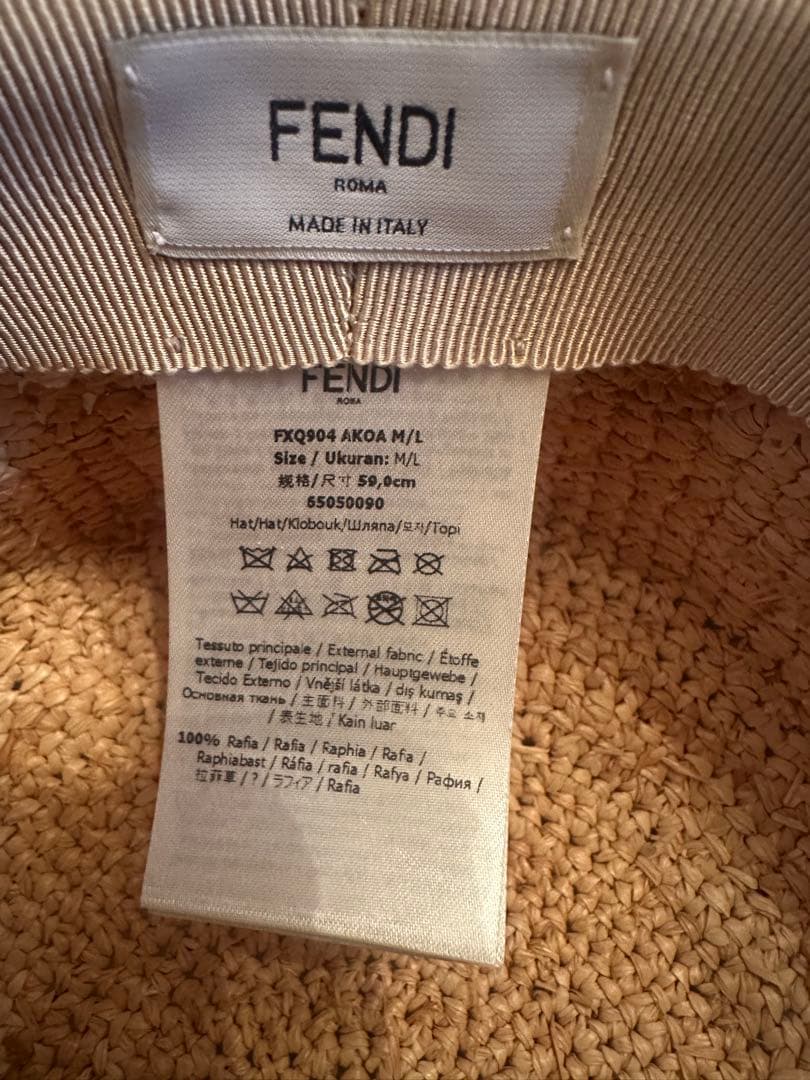 FENDI
ROMA
MADE IN ITALY
FENDI
ROMA
FXQ904 AKOA M/L
Size / Ukuran: M/L
规格/尺寸 59,0cm
65050090
Hat/Hat/Klobouk/Шляпа/모자/Topi
Tessuto principale / External fabric / Étoffe
externe / Tejido principal / Hauptgewebe /
Tecido Externo / Vnější látka / dış kumaş /
Основная ткань / 主面料 / 外部面料 / 주요 소재
/ 表生地 / Kain luar
100% Rafia / Rafia / Raphia / Rafia /
Raphiabast / Ráfia / rafia / Rafya / Рафия /
拉菲草 / ? / ラフィア / Rafia